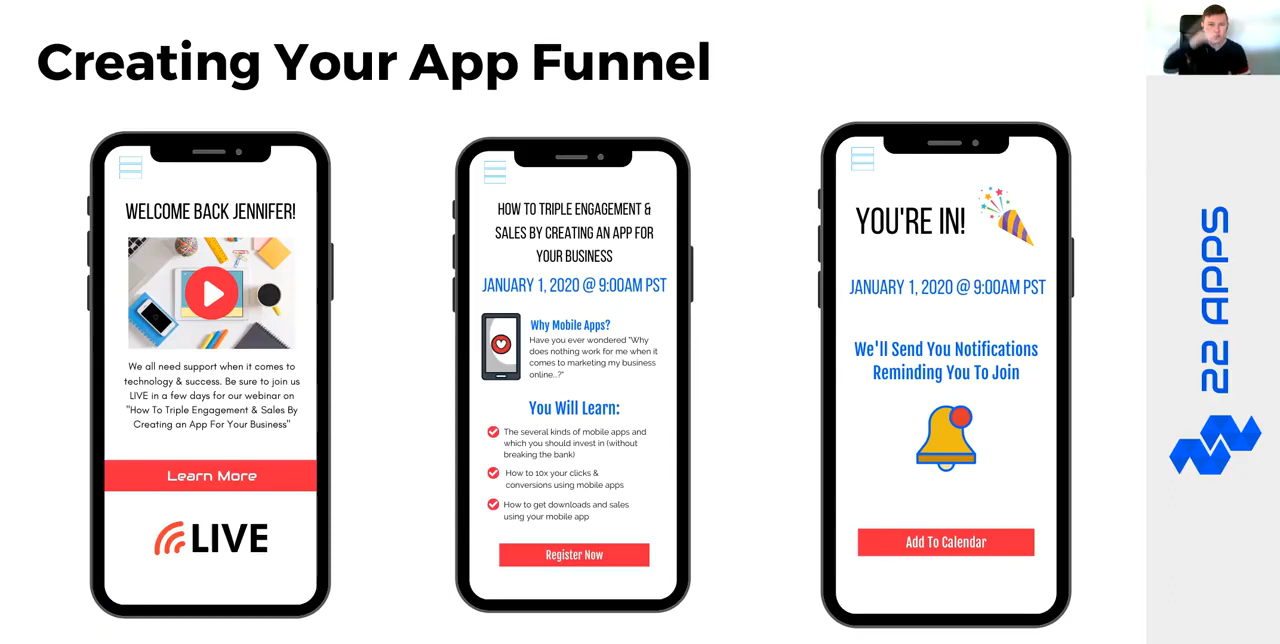 Creating Your App Funnel
WELCOME BACK JENNIFER!
We all need support when it comes to
technology & success. Be sure to join us
LIVE in a few days for our webinar on
"How To Triple Engagement & Sales By
Creating an App For Your Business"
Learn More
LIVE
HOW TO TRIPLE ENGAGEMENT &
SALES BY CREATING AN APP FOR
YOUR BUSINESS
JANUARY 1, 2020 @ 9:00AM PST
Why Mobile Apps?
Have you ever wondered "Why
does nothing work for me when it
comes to marketing my business
online...?"
You Will Learn:
The several kinds of mobile apps and
which you should invest in (without
breaking the bank)
How to 10x your clicks &
conversions using mobile apps
How to get downloads and sales
using your mobile app
Register Now
YOU'RE IN!
JANUARY 1, 2020 @ 9:00AM PST
We'll Send You Notifications
Reminding You To Join
Add To Calendar
22 APPS